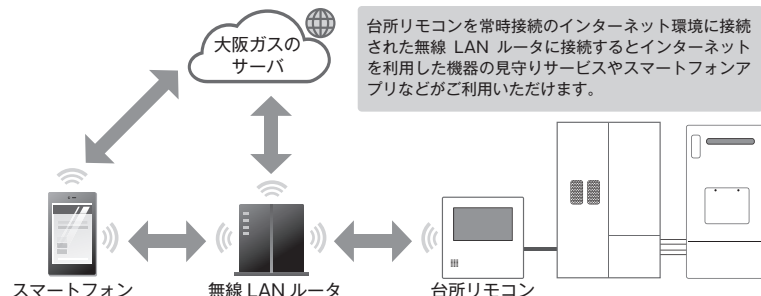 大阪ガスの
サーバ
台所リモコンを常時接続のインターネット環境に接続
された無線 LAN ルータに接続するとインターネット
を利用した機器の見守りサービスやスマートフォンア
プリなどがご利用いただけます。
スマートフォン
無線 LAN ルータ
台所リモコン